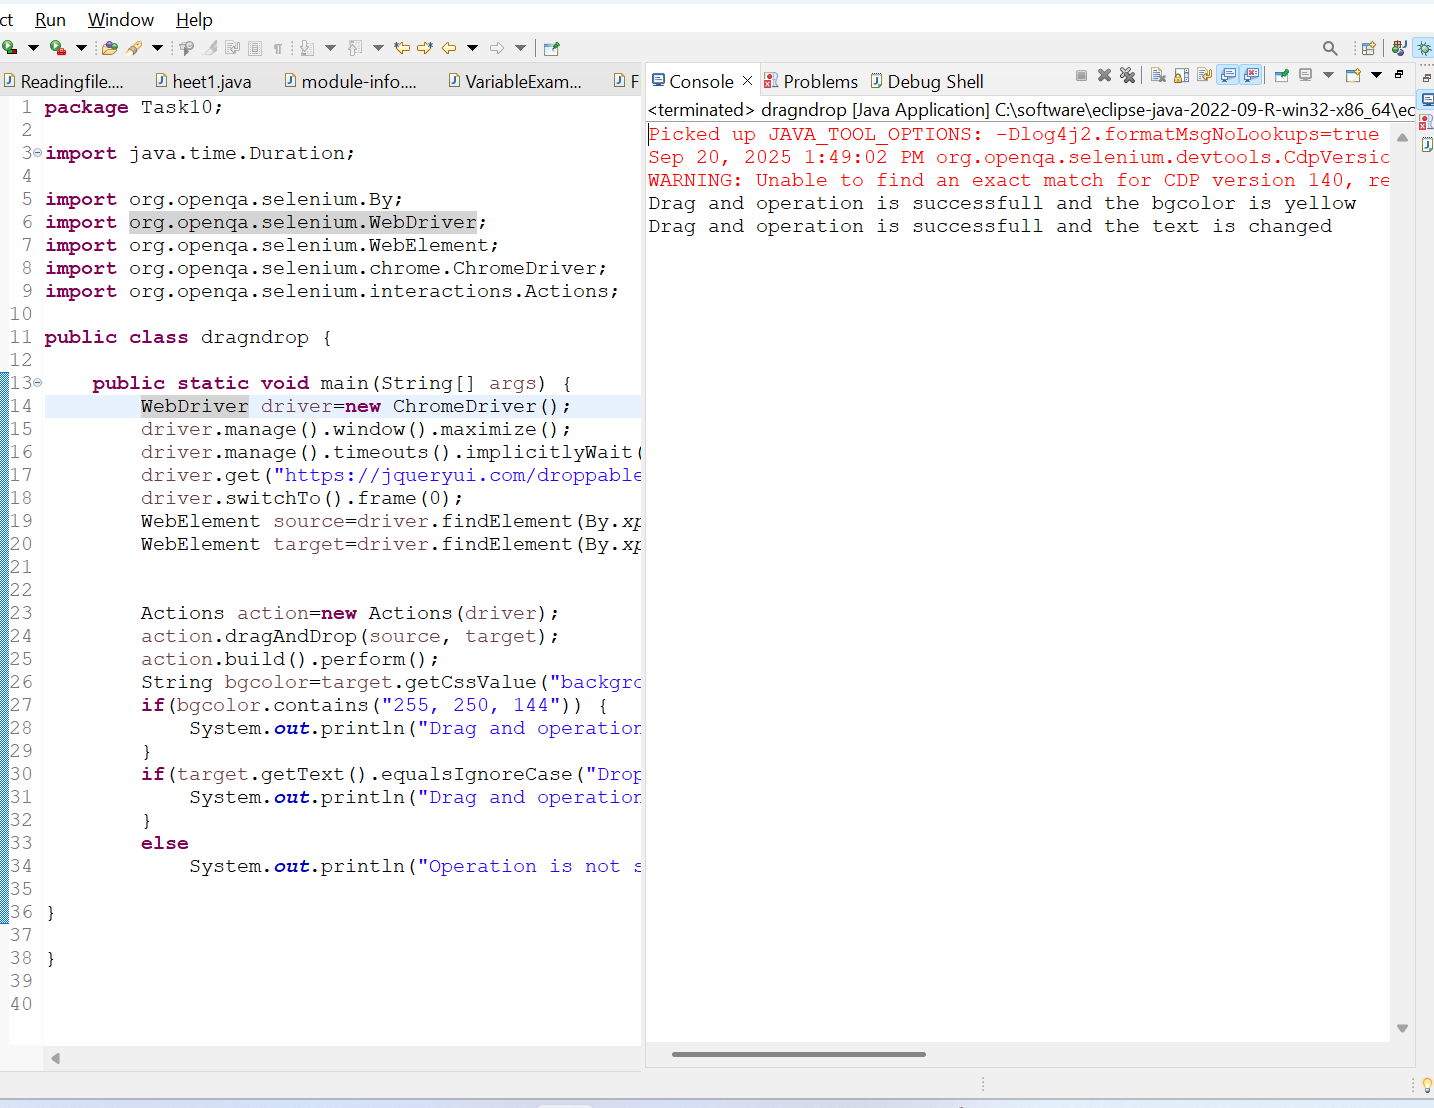 ct Run Window Help
Readingfile.... heet1.java module-info.... VariableExam... F
1 package Task10;
2
3 import java.time.Duration;
4
5 import org.openqa.selenium.By;
6 import org.openqa.selenium.WebDriver;
7 import org.openqa.selenium.WebElement;
8 import org.openqa.selenium.chrome.ChromeDriver;
9 import org.openqa.selenium.interactions.Actions;
10
11 public class dragndrop {
12
13 public static void main(String[] args) {
14 WebDriver driver=new ChromeDriver();
15 driver.manage().window().maximize();
16 driver.manage().timeouts().implicitlyWait(
17 driver.get("https://jqueryui.com/droppable
18 driver.switchTo().frame(0);
19 WebElement source=driver.findElement(By.xp
20 WebElement target=driver.findElement(By.xp
21
22
23 Actions action=new Actions(driver);
24 action.dragAndDrop(source, target);
25 action.build().perform();
26 String bgcolor=target.getCssValue("backgro
27 if(bgcolor.contains("255, 250, 144")) {
28 System.out.println("Drag and operation
29 }
30 if(target.getText().equalsIgnoreCase("Drop
31 System.out.println("Drag and operation
32 }
33 else
34 System.out.println("Operation is not s
35
36 }
37
38 }
39
40
Console Problems Debug Shell
<terminated> dragndrop [Java Application] C:\software\eclipse-java-2022-09-R-win32-x86_64\ec
Picked up JAVA_TOOL_OPTIONS: -Dlog4j2.formatMsgNoLookups=true
Sep 20, 2025 1:49:02 PM org.openqa.selenium.devtools.CdpVersic
WARNING: Unable to find an exact match for CDP version 140, re
Drag and operation is successfull and the bgcolor is yellow
Drag and operation is successfull and the text is changed